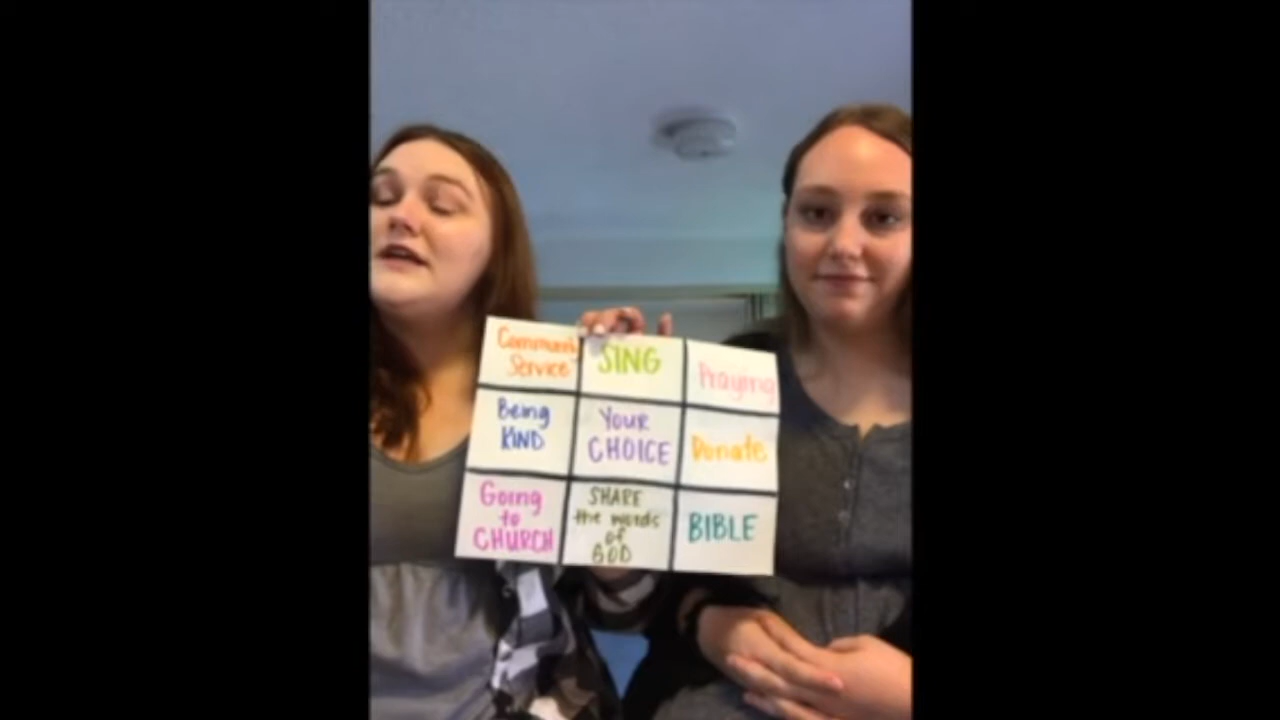 Community
Service
SING
Praying
Being
KIND
YOUR
CHOICE
Donate
Going
to
CHURCH
SHARE
the words
of
GOD
BIBLE